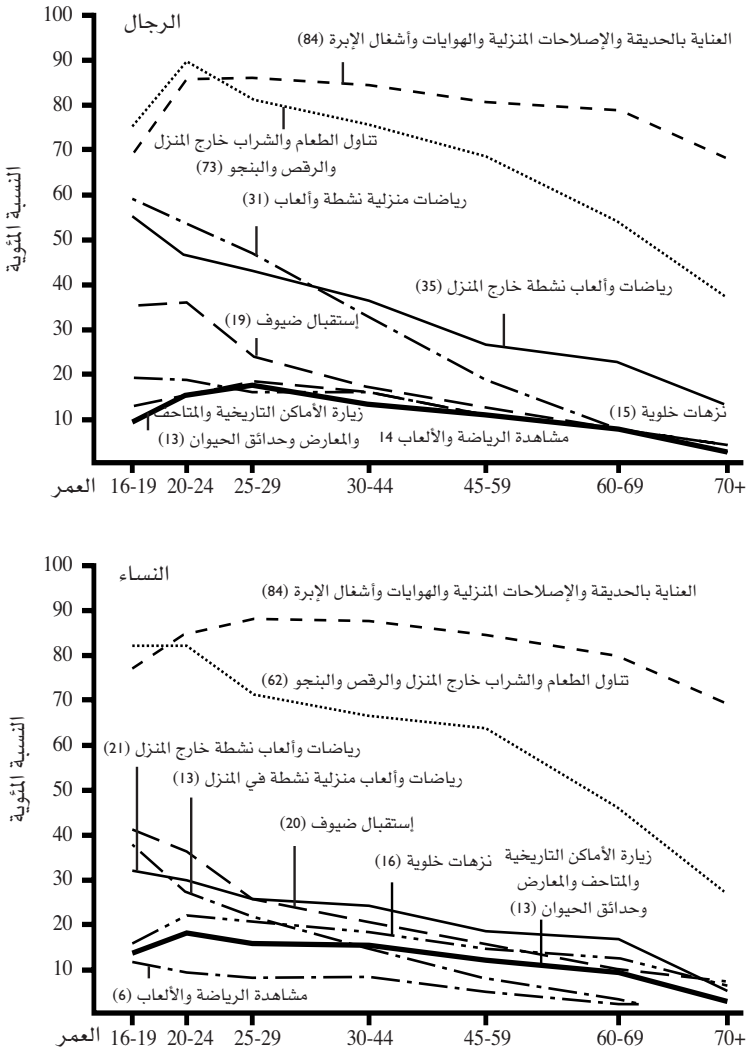 الرجال
العناية بالحديقة والإصلاحات المنزلية والهوايات وأشغال الإبرة (84)
تناول الطعام والشراب خارج المنزل
والرقص والبنجو (73)
رياضات منزلية نشطة وألعاب (31)
رياضات وألعاب نشطة خارج المنزل (35)
إستقبال ضيوف (19)
نزهات خلوية (15)
زيارة الأماكن التاريخية والمتاحف
والمعارض وحدائق الحيوان (13)
مشاهدة الرياضة والألعاب 14
النسبة المئوية
100
90
80
70
60
50
40
30
20
10
العمر 16-19 20-24 25-29 30-44 45-59 60-69 70+
النساء
العناية بالحديقة والإصلاحات المنزلية والهوايات وأشغال الإبرة (84)
تناول الطعام والشراب خارج المنزل والرقص والبنجو (62)
رياضات وألعاب نشطة خارج المنزل (21)
رياضات وألعاب منزلية نشطة في المنزل (13)
إستقبال ضيوف (20)
نزهات خلوية (16)
زيارة الأماكن التاريخية
والمتاحف والمعارض
وحدائق الحيوان (13)
مشاهدة الرياضة والألعاب (6)
النسبة المئوية
100
90
80
70
60
50
40
30
20
10
العمر 16-19 20-24 25-29 30-44 45-59 60-69 70+